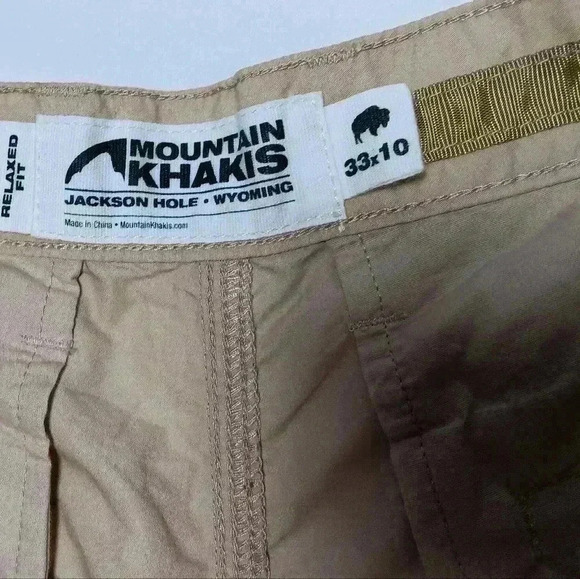 RELAXED
FIT
MOUNTAIN
KHAKIS
JACKSON HOLE • WYOMING
Made in China • MountainKhakis.com
33x10